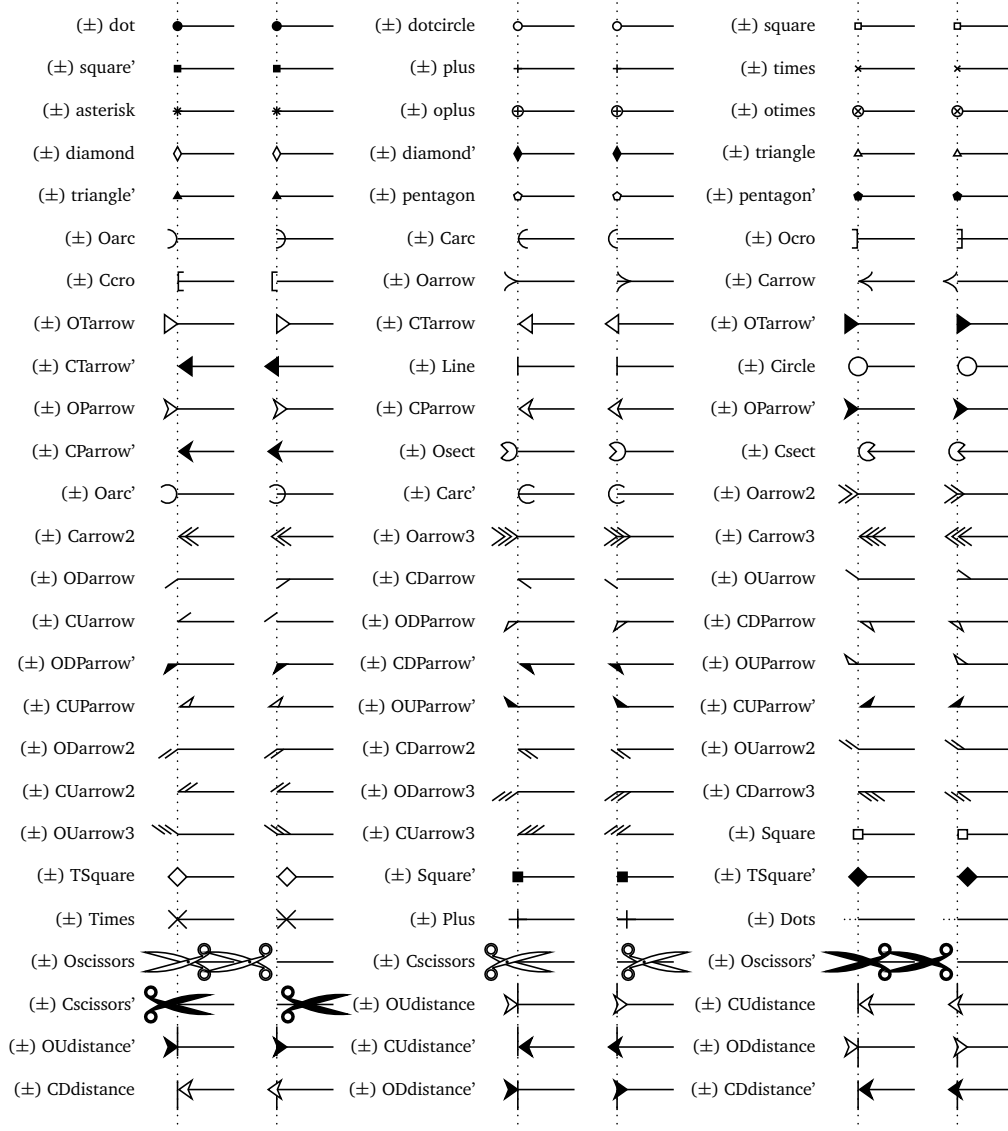 (±) dot (±) dotcircle (±) square
(±) square’ (±) plus (±) times
(±) asterisk (±) oplus (±) otimes
(±) diamond (±) diamond’ (±) triangle
(±) triangle’ (±) pentagon (±) pentagon’
(±) Oarc (±) Carc (±) Ocro
(±) Ccro (±) Oarrow (±) Carrow
(±) OTarrow (±) CTarrow (±) OTarrow’
(±) CTarrow’ (±) Line (±) Circle
(±) OParrow (±) CParrow (±) OParrow’
(±) CParrow’ (±) Osect (±) Csect
(±) Oarc’ (±) Carc’ (±) Oarrow2
(±) Carrow2 (±) Oarrow3 (±) Carrow3
(±) ODarrow (±) CDarrow (±) OUarrow
(±) CUarrow (±) ODParrow (±) CDParrow
(±) ODParrow’ (±) CDParrow’ (±) OUParrow
(±) CUParrow (±) OUParrow’ (±) CUParrow’
(±) ODarrow2 (±) CDarrow2 (±) OUarrow2
(±) CUarrow2 (±) ODarrow3 (±) CDarrow3
(±) OUarrow3 (±) CUarrow3 (±) Square
(±) TSquare (±) Square’ (±) TSquare’
(±) Times (±) Plus (±) Dots
(±) Oscissors (±) Cscissors (±) Oscissors’
(±) Cscissors’ (±) OUdistance (±) CUdistance
(±) OUdistance’ (±) CUdistance’ (±) ODdistance
(±) CDdistance (±) ODdistance’ (±) CDdistance’